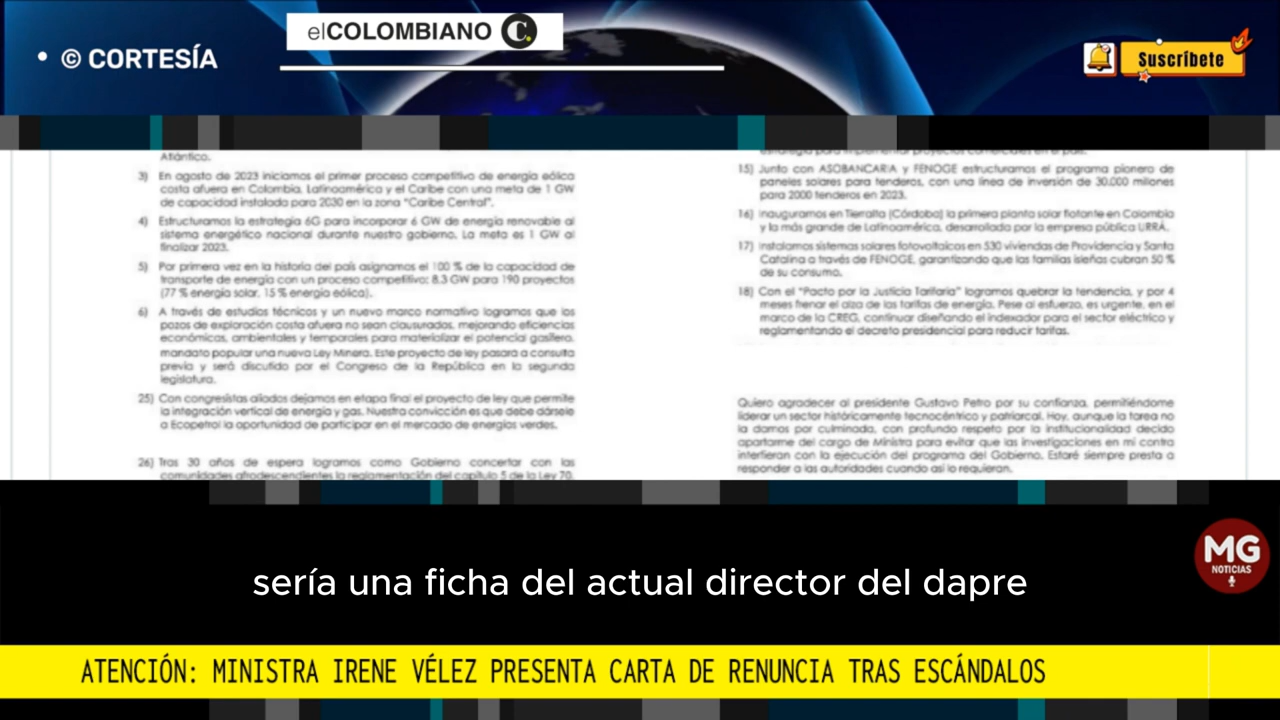 elCOLOMBIANO C.
© CORTESÍA
Suscríbete
Atlántico.
3) En agosto de 2023 iniciamos el primer proceso competitivo de energía eólica
costa afuera en Colombia, Latinoamérica y el Caribe con una meta de 1 GW
de capacidad instalada para 2030 en la zona "Caribe Central".
4) Estructuramos la estrategia 6G para incorporar 6 GW de energía renovable al
sistema energético nacional durante nuestro gobierno. La meta es 1 GW al
finalizar 2023.
5) Por primera vez en la historia del país asignamos el 100 % de la capacidad de
transporte de energía con un proceso competitivo: 8.3 GW para 190 proyectos
(77 % energía solar, 15 % energía eólica).
6) A través de estudios técnicos y un nuevo marco normativo logramos que los
pozos de exploración costa afuera no sean clausurados, mejorando eficiencias
económicas, ambientales y temporales para materializar el potencial gasífero.
mandato popular una nueva Ley Minera. Este proyecto de ley pasará a consulta
previa y será discutido por el Congreso de la República en la segunda
legislatura.
25) Con congresistas aliados dejamos en etapa final el proyecto de ley que permite
la integración vertical de energía y gas. Nuestra convicción es que debe dársele
a Ecopetrol la oportunidad de participar en el mercado de energías verdes.
26) Tras 30 años de espera logramos como Gobierno concertar con las
comunidades afrodescendientes la reglamentación del capítulo 5 de la Ley 70,
estrategia para implementar proyectos comerciales en el país.
15) Junto con ASOBANCARIA y FENOGE estructuramos el programa pionero de
paneles solares para tenderos, con una línea de inversión de 30.000 millones
para 2000 tenderos en 2023.
16) Inauguramos en Tierralta (Córdoba) la primera planta solar flotante en Colombia
y la más grande de Latinoamérica, desarrollada por la empresa pública URRÁ.
17) Instalamos sistemas solares fotovoltaicos en 530 viviendas de Providencia y Santa
Catalina a través de FENOGE, garantizando que las familias isleñas cubran 50 %
de su consumo.
18) Con el "Pacto por la Justicia Tarifaria" logramos quebrar la tendencia, y por 4
meses frenar el alza de las tarifas de energía. Pese al esfuerzo, es urgente, en el
marco de la CREG, continuar diseñando el indexador para el sector eléctrico y
reglamentando el decreto presidencial para reducir tarifas.
Quiero agradecer al presidente Gustavo Petro por su confianza, permitiéndome
liderar un sector históricamente tecnocéntrico y patriarcal. Hoy, aunque la tarea no
la damos por culminada, con profundo respeto por la institucionalidad decido
apartarme del cargo de Ministra para evitar que las investigaciones en mi contra
interfieran con la ejecución del programa del Gobierno. Estaré siempre presta a
responder a las autoridades cuando así lo requieran.
MG
NOTICIAS
sería una ficha del actual director del dapre
ATENCIÓN: MINISTRA IRENE VÉLEZ PRESENTA CARTA DE RENUNCIA TRAS ESCÁNDALOS